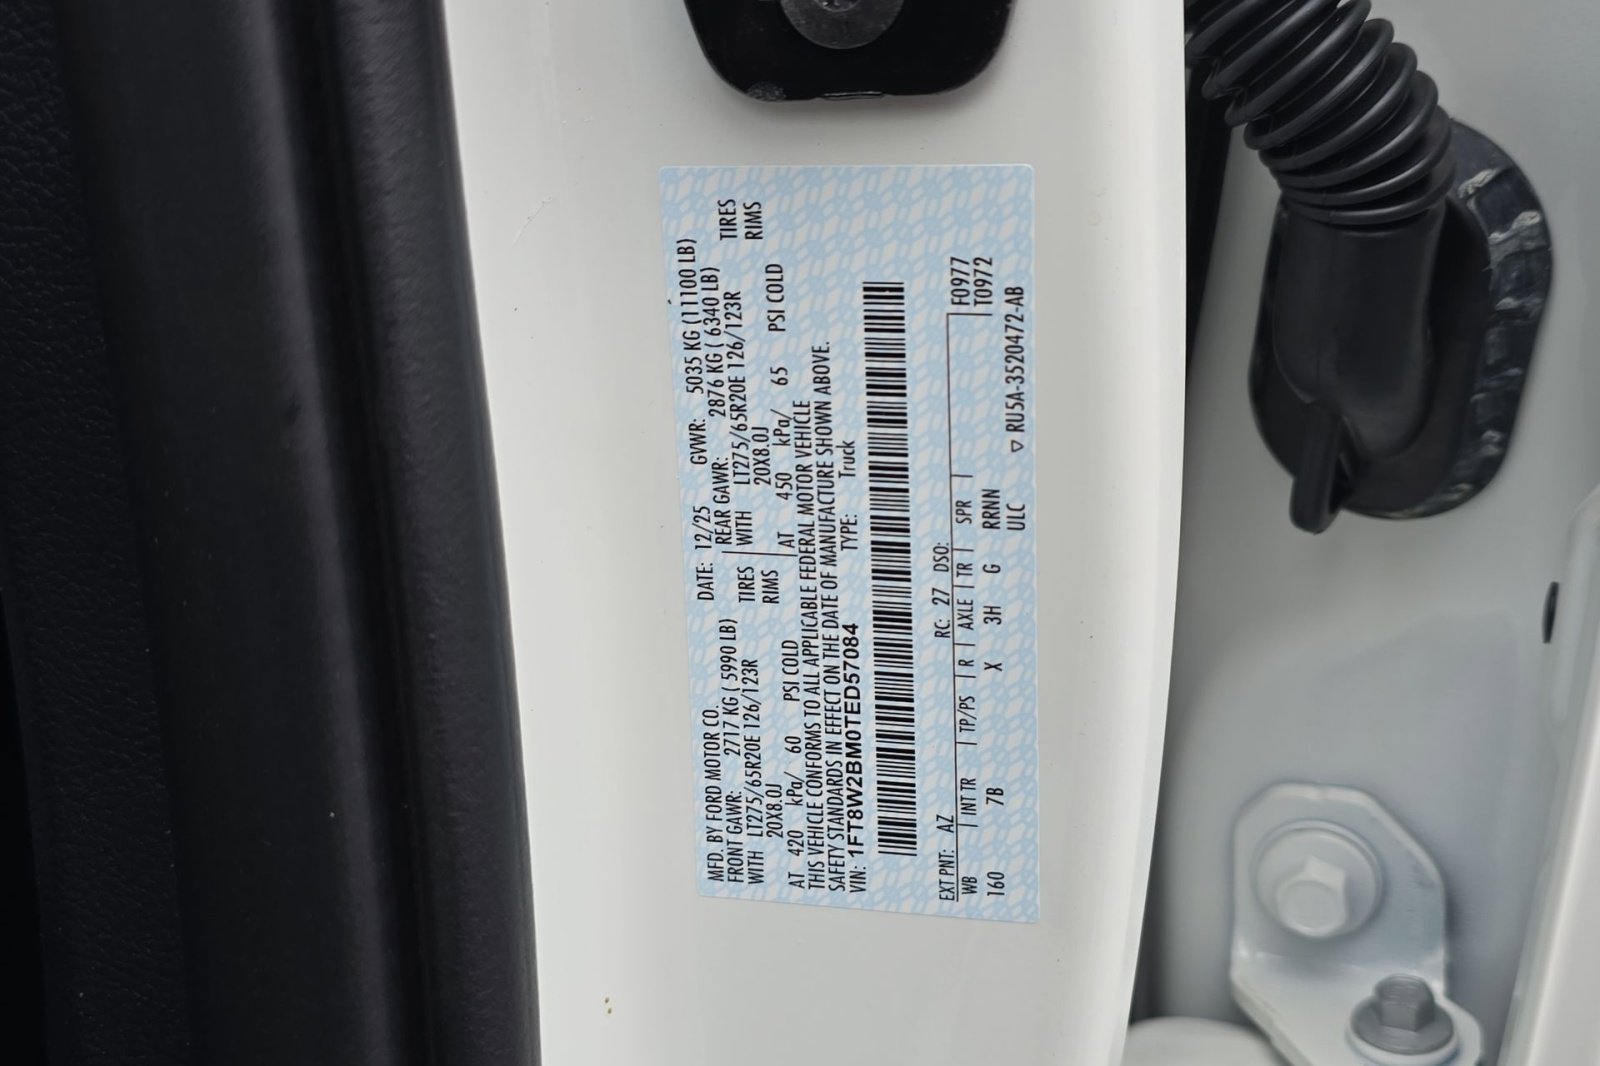 MFD. BY FORD MOTOR CO.
DATE: 12/25 GVWR: 5035 KG (11100 LB)
FRONT GAWR: 2717 KG ( 5990 LB) REAR GAWR: 2876 KG ( 6340 LB)
WITH LT275/65R20E 126/123R TIRES WITH LT275/65R20E 126/123R TIRES
20X8.0J RIMS 20X8.0J RIMS
AT 420 kPa/ 60 PSI COLD AT 450 kPa/ 65 PSI COLD
THIS VEHICLE CONFORMS TO ALL APPLICABLE FEDERAL MOTOR VEHICLE
SAFETY STANDARDS IN EFFECT ON THE DATE OF MANUFACTURE SHOWN ABOVE.
VIN: 1FT8W2BM0TED57084 TYPE: Truck
EXT PNT: AZ RC: 27 DSO: F0977
WB | INT TR | TP/PS | R | AXLE | TR | SPR | T0972
160 7B X 3H G RRNN
ULC ▽ RU5A-3520472-AB